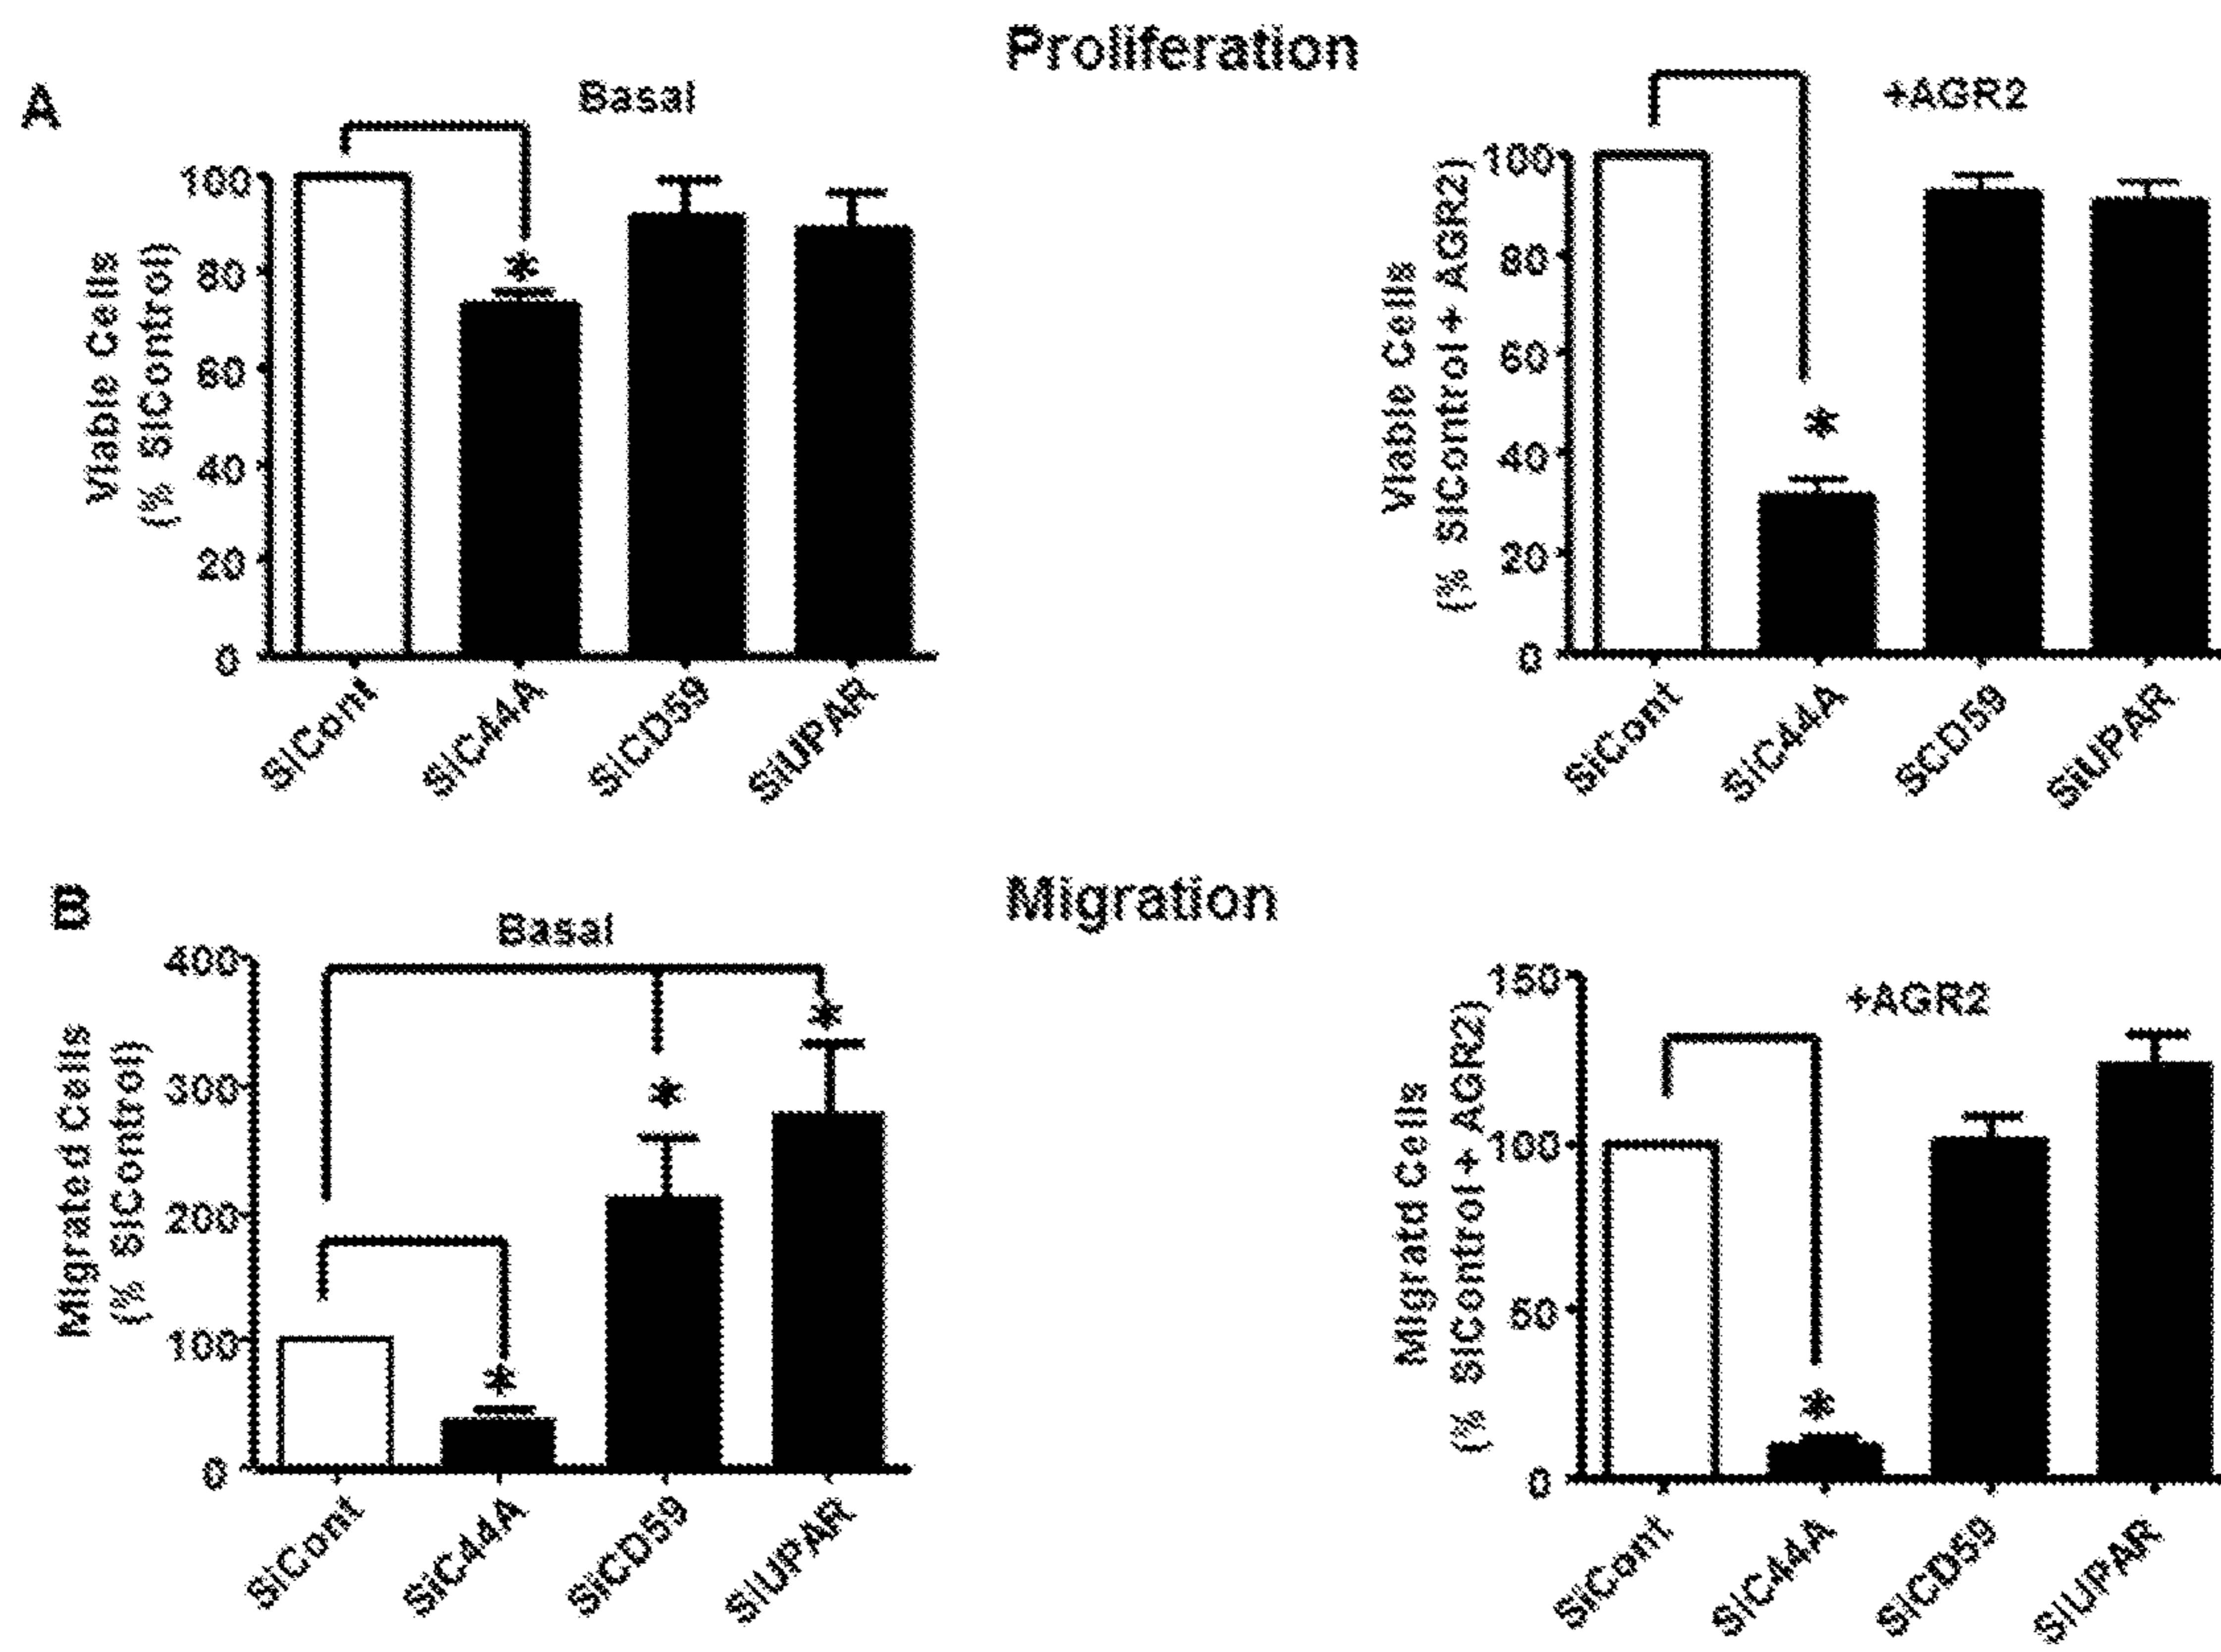 Proliferation
A
Basal
+AGR2
Viable Cells
(% SiControl)
100
80
60
40
20
0
SiCont
SiC44A
SiCD59
SiUPAR
Viable Cells
(% SiControl + AGR2)
100
80
60
40
20
0
SiCont
SiC44A
SCD59
SiUPAR
*
*
Migration
B
Basal
+AGR2
Migrated Cells
(% SiControl)
400
300
200
100
0
SiCont
SiC44A
SiCD59
SiUPAR
*
*
*
Migratd Cells
(% SiControl + AGR2)
150
100
50
0
SiCont
SiC44A
SiCD59
SiUPAR
*